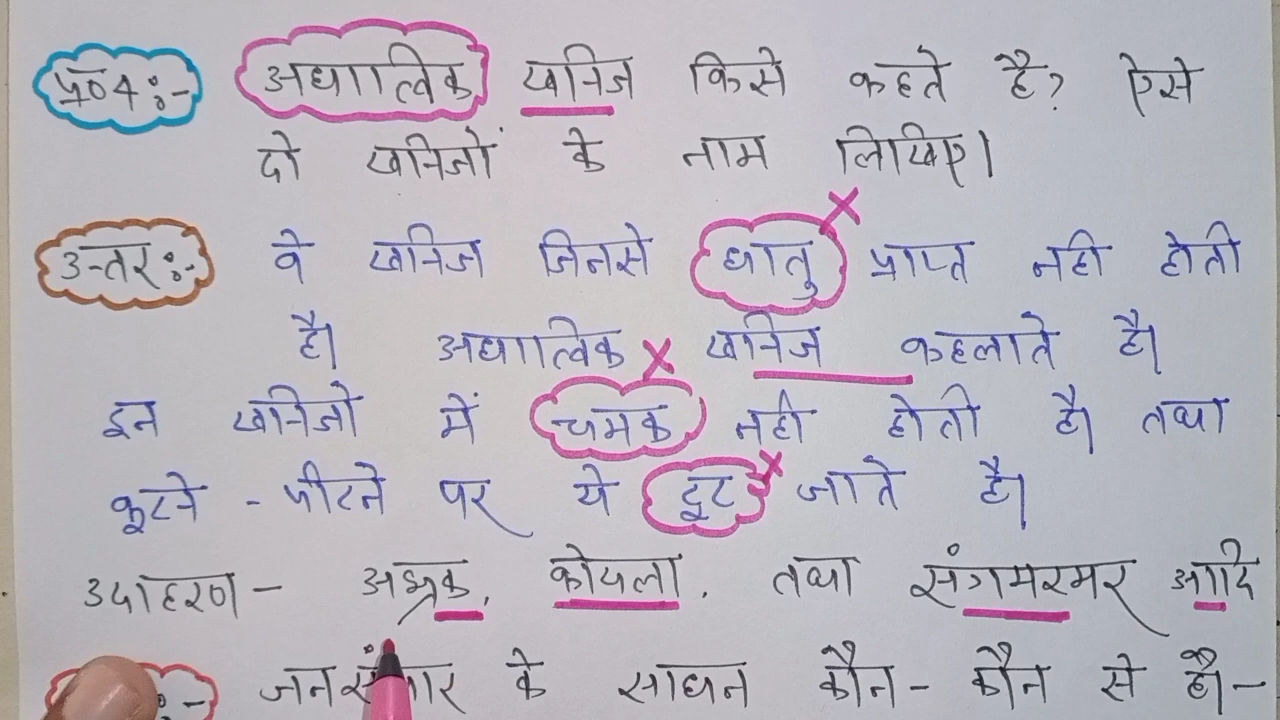 प्र०4:- अधात्विक खनिज किसे कहते है? ऐसे
दो खनिजों के नाम लिखिए।
उत्तर:- वे खनिज जिनसे धातु प्राप्त नही होती
है। अधात्विक खनिज कहलाते है।
इन खनिजो में चमक नही होती है। तथा
कूटने - पीटने पर ये टूट जाते है।
उदाहरण - अभ्रक, कोयला, तथा संगमरमर आदि
:- जनसंचार के साधन कौन - कौन से है। -